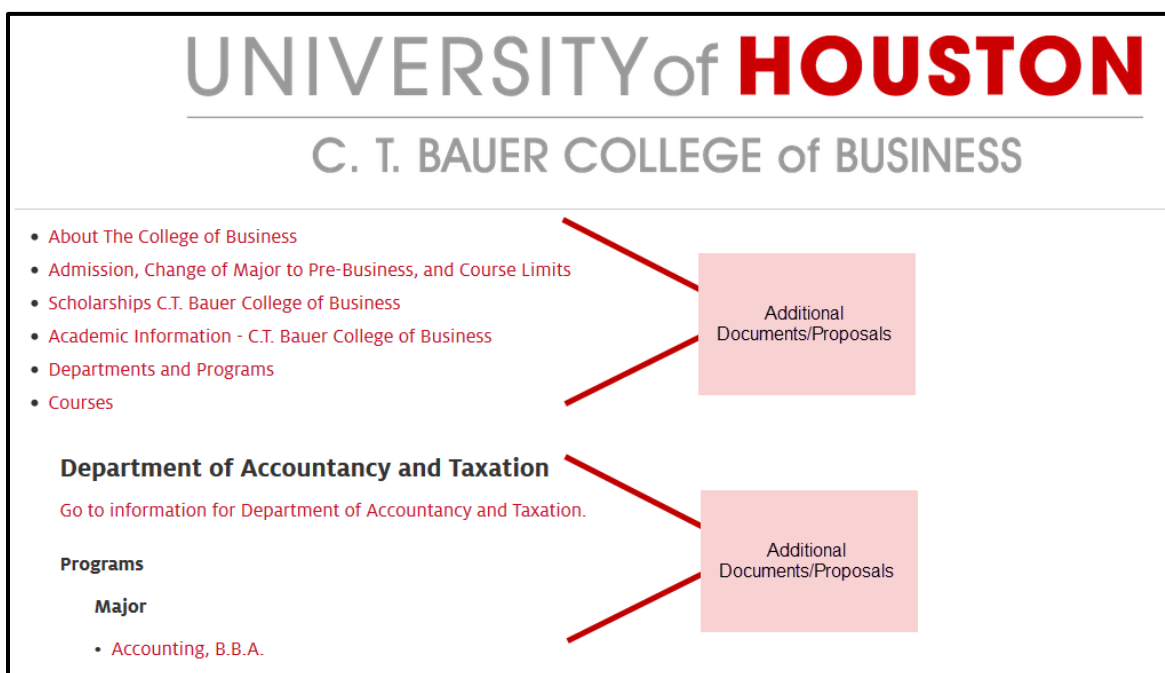 UNIVERSITY of HOUSTON
C. T. BAUER COLLEGE of BUSINESS
• About The College of Business
• Admission, Change of Major to Pre-Business, and Course Limits
• Scholarships C.T. Bauer College of Business
• Academic Information - C.T. Bauer College of Business
• Departments and Programs
• Courses
Additional
Documents/Proposals
Department of Accountancy and Taxation
Go to information for Department of Accountancy and Taxation.
Programs
Major
• Accounting, B.B.A.
Additional
Documents/Proposals